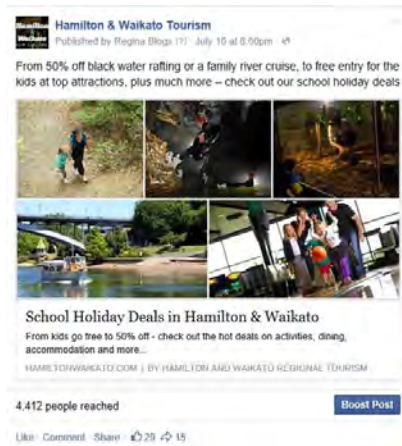 Hamilton & Waikato Tourism
Published by Regina Blogs [?] · July 10 at 8:00pm ·
From 50% off black water rafting or a family river cruise, to free entry for the
kids at top attractions, plus much more – check out our school holiday deals
School Holiday Deals in Hamilton & Waikato
From kids go free to 50% off - check out the hot deals on activities, dining,
accommodation and more...
HAMILTONWAIKATO.COM | BY HAMILTON AND WAIKATO REGIONAL TOURISM
4,412 people reached
Boost Post
Like · Comment · Share · 29